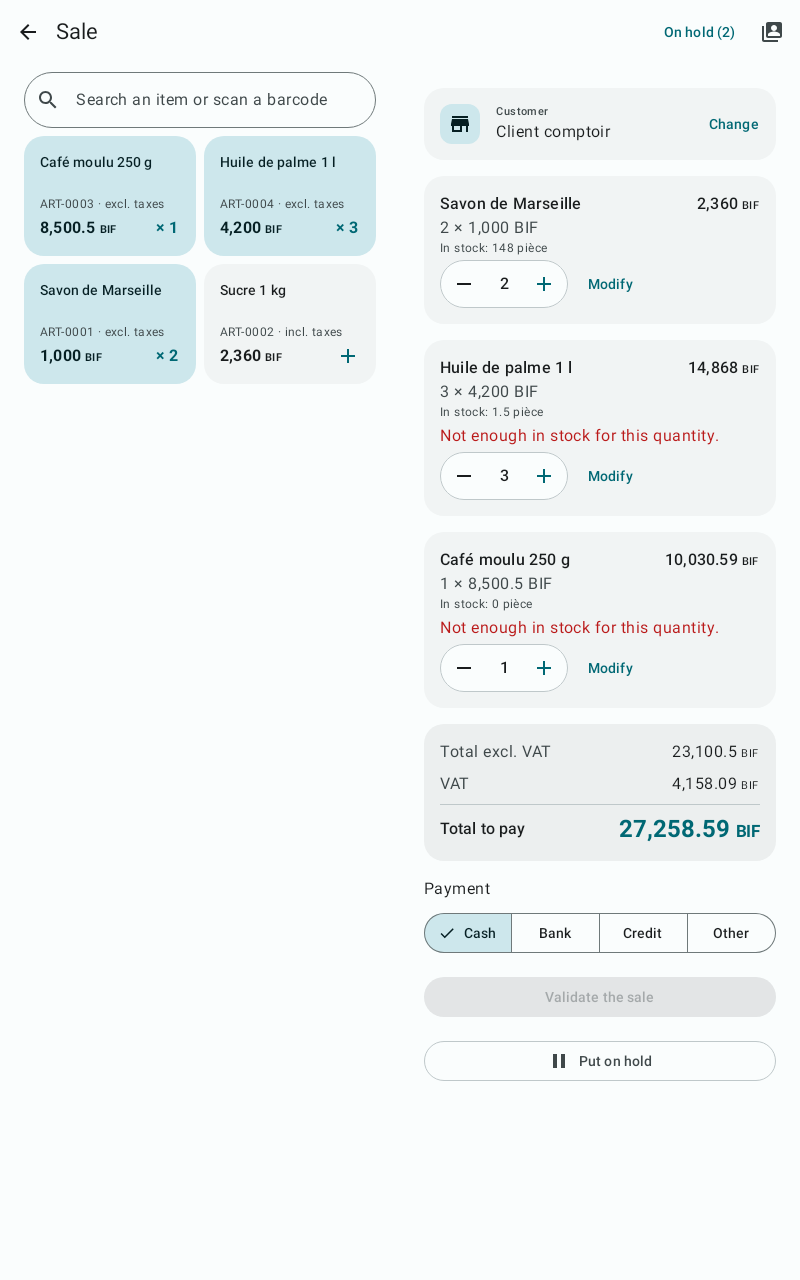 Sale
On hold (2)
Search an item or scan a barcode
Café moulu 250 g
ART-0003 · excl. taxes
8,500.5 BIF × 1
Huile de palme 1 l
ART-0004 · excl. taxes
4,200 BIF × 3
Savon de Marseille
ART-0001 · excl. taxes
1,000 BIF × 2
Sucre 1 kg
ART-0002 · incl. taxes
2,360 BIF +
Customer
Client comptoir
Change
Savon de Marseille 2,360 BIF
2 × 1,000 BIF
In stock: 148 pièce
− 2 + Modify
Huile de palme 1 l 14,868 BIF
3 × 4,200 BIF
In stock: 1.5 pièce
Not enough in stock for this quantity.
− 3 + Modify
Café moulu 250 g 10,030.59 BIF
1 × 8,500.5 BIF
In stock: 0 pièce
Not enough in stock for this quantity.
− 1 + Modify
Total excl. VAT 23,100.5 BIF
VAT 4,158.09 BIF
Total to pay 27,258.59 BIF
Payment
Cash Bank Credit Other
Validate the sale
Put on hold